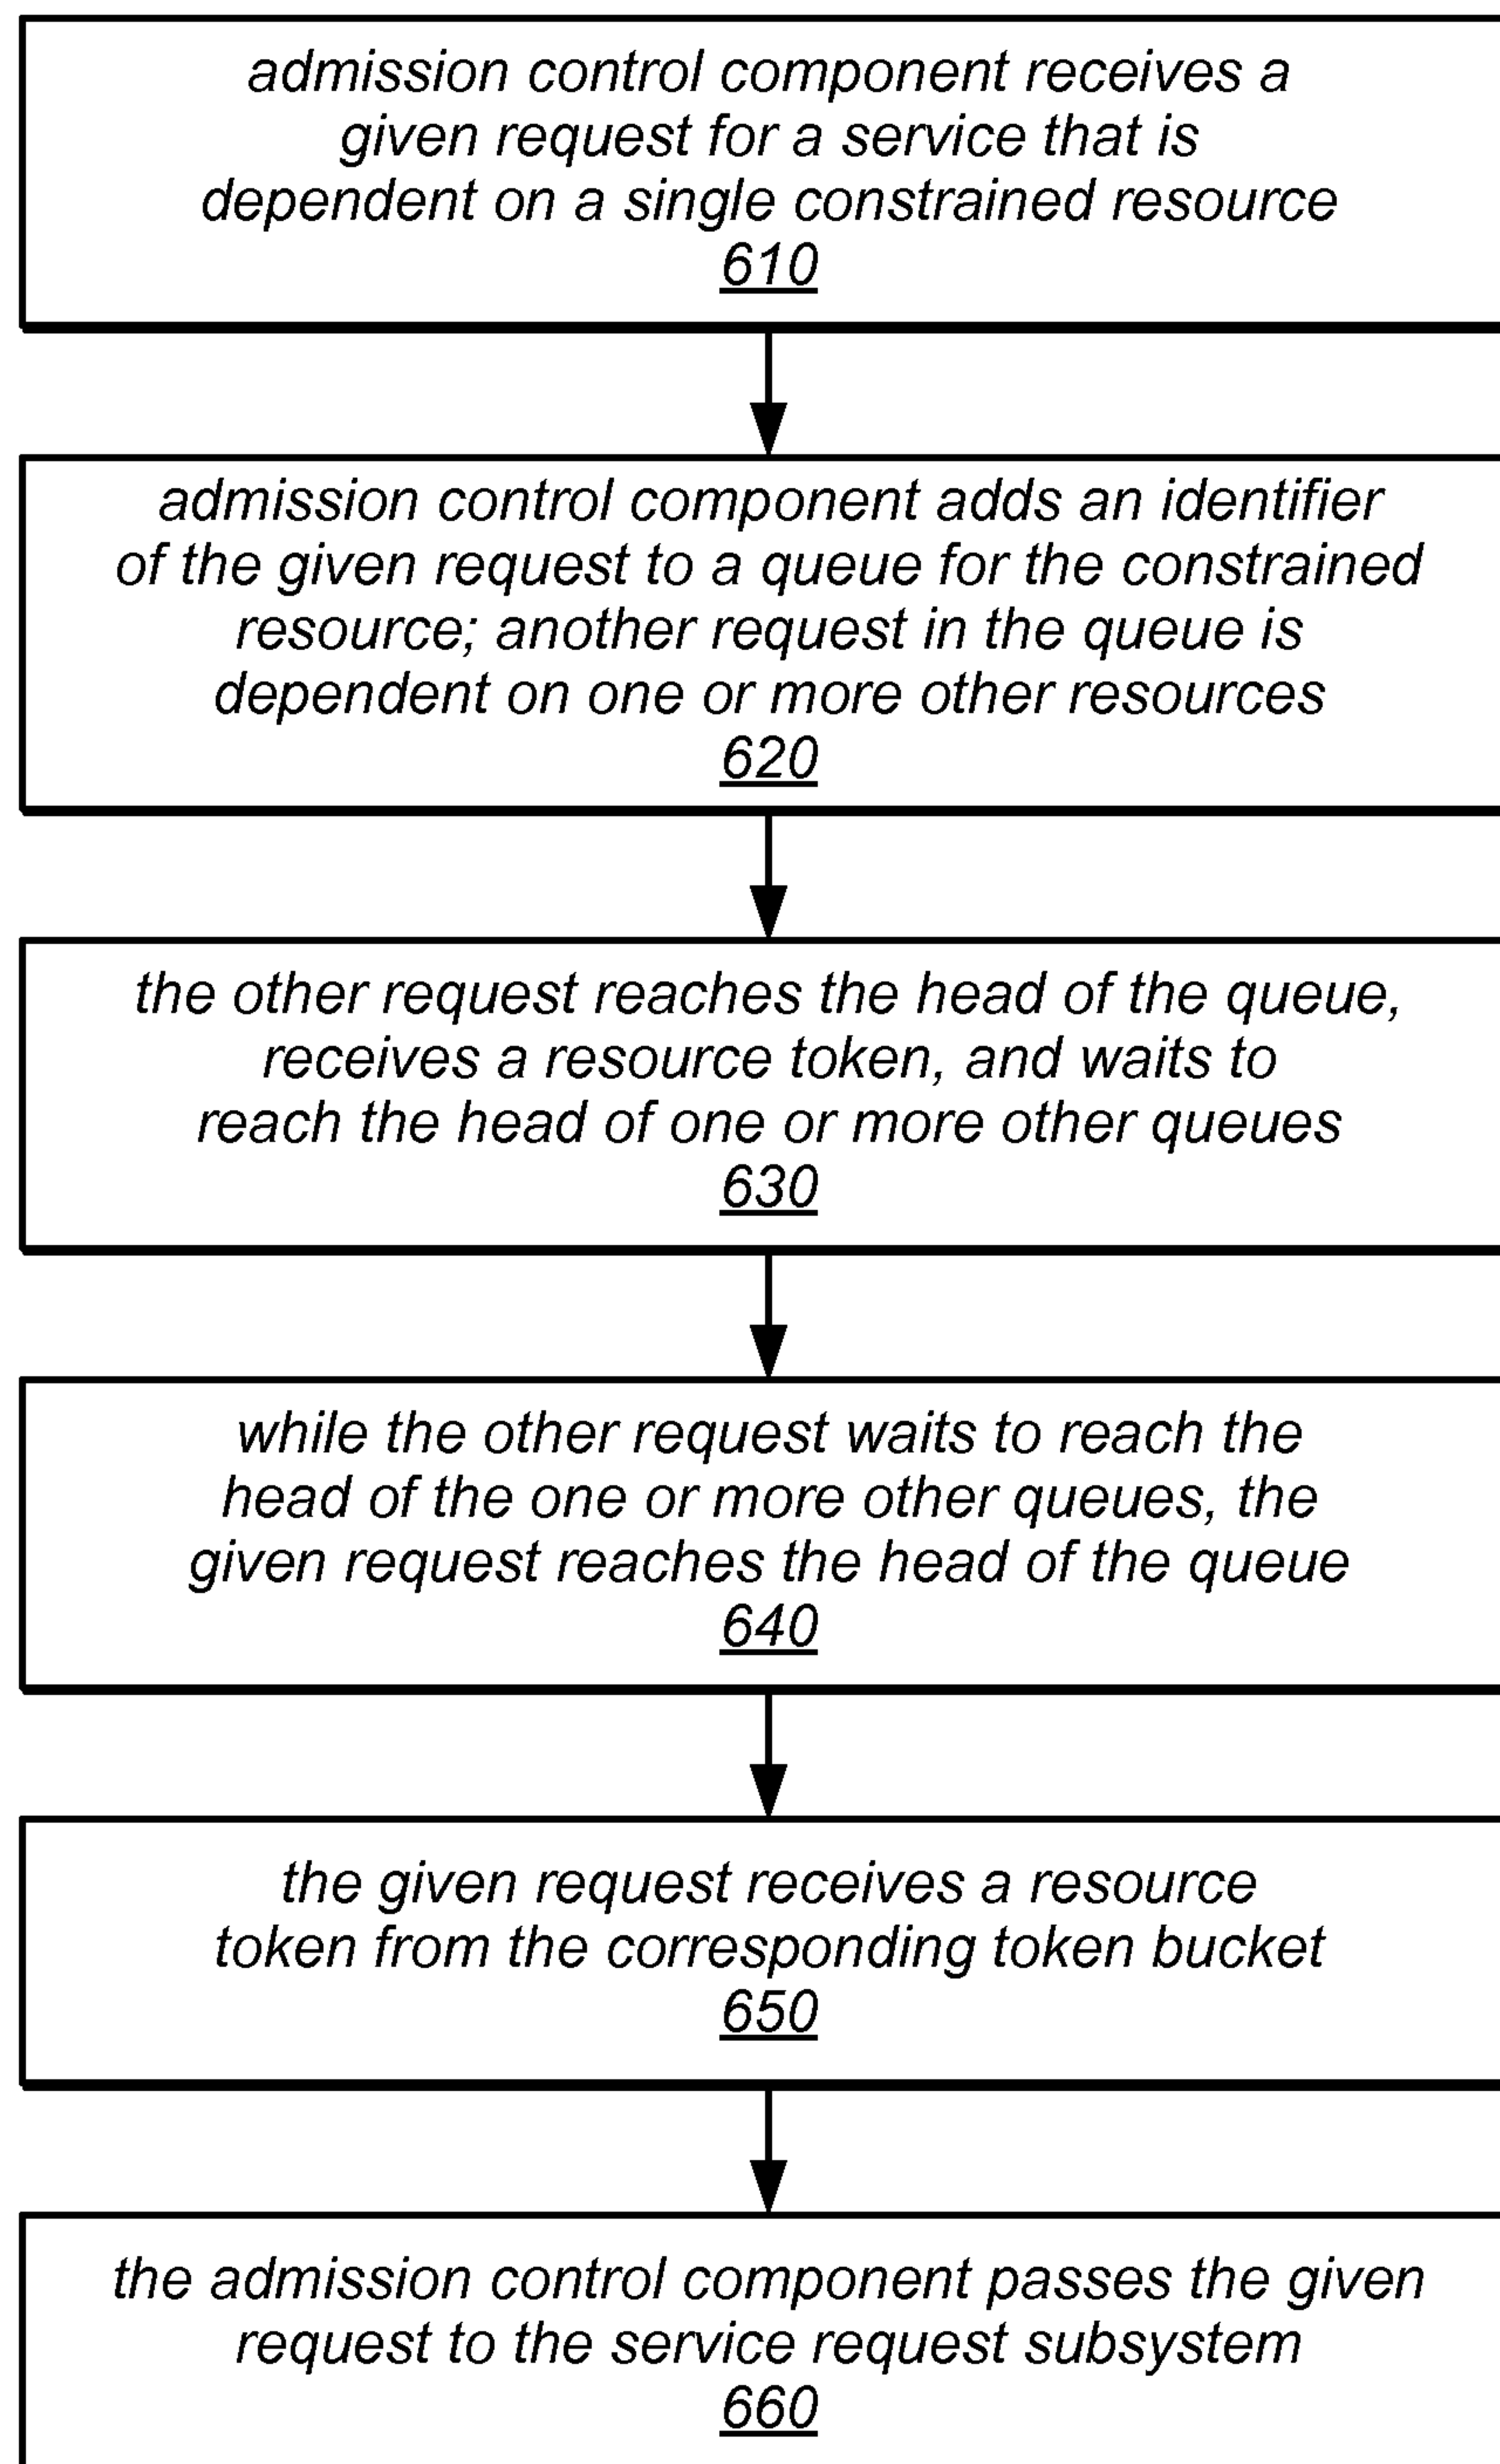 admission control component receives a
given request for a service that is
dependent on a single constrained resource
610
admission control component adds an identifier
of the given request to a queue for the constrained
resource; another request in the queue is
dependent on one or more other resources
620
the other request reaches the head of the queue,
receives a resource token, and waits to
reach the head of one or more other queues
630
while the other request waits to reach the
head of the one or more other queues, the
given request reaches the head of the queue
640
the given request receives a resource
token from the corresponding token bucket
650
the admission control component passes the given
request to the service request subsystem
660